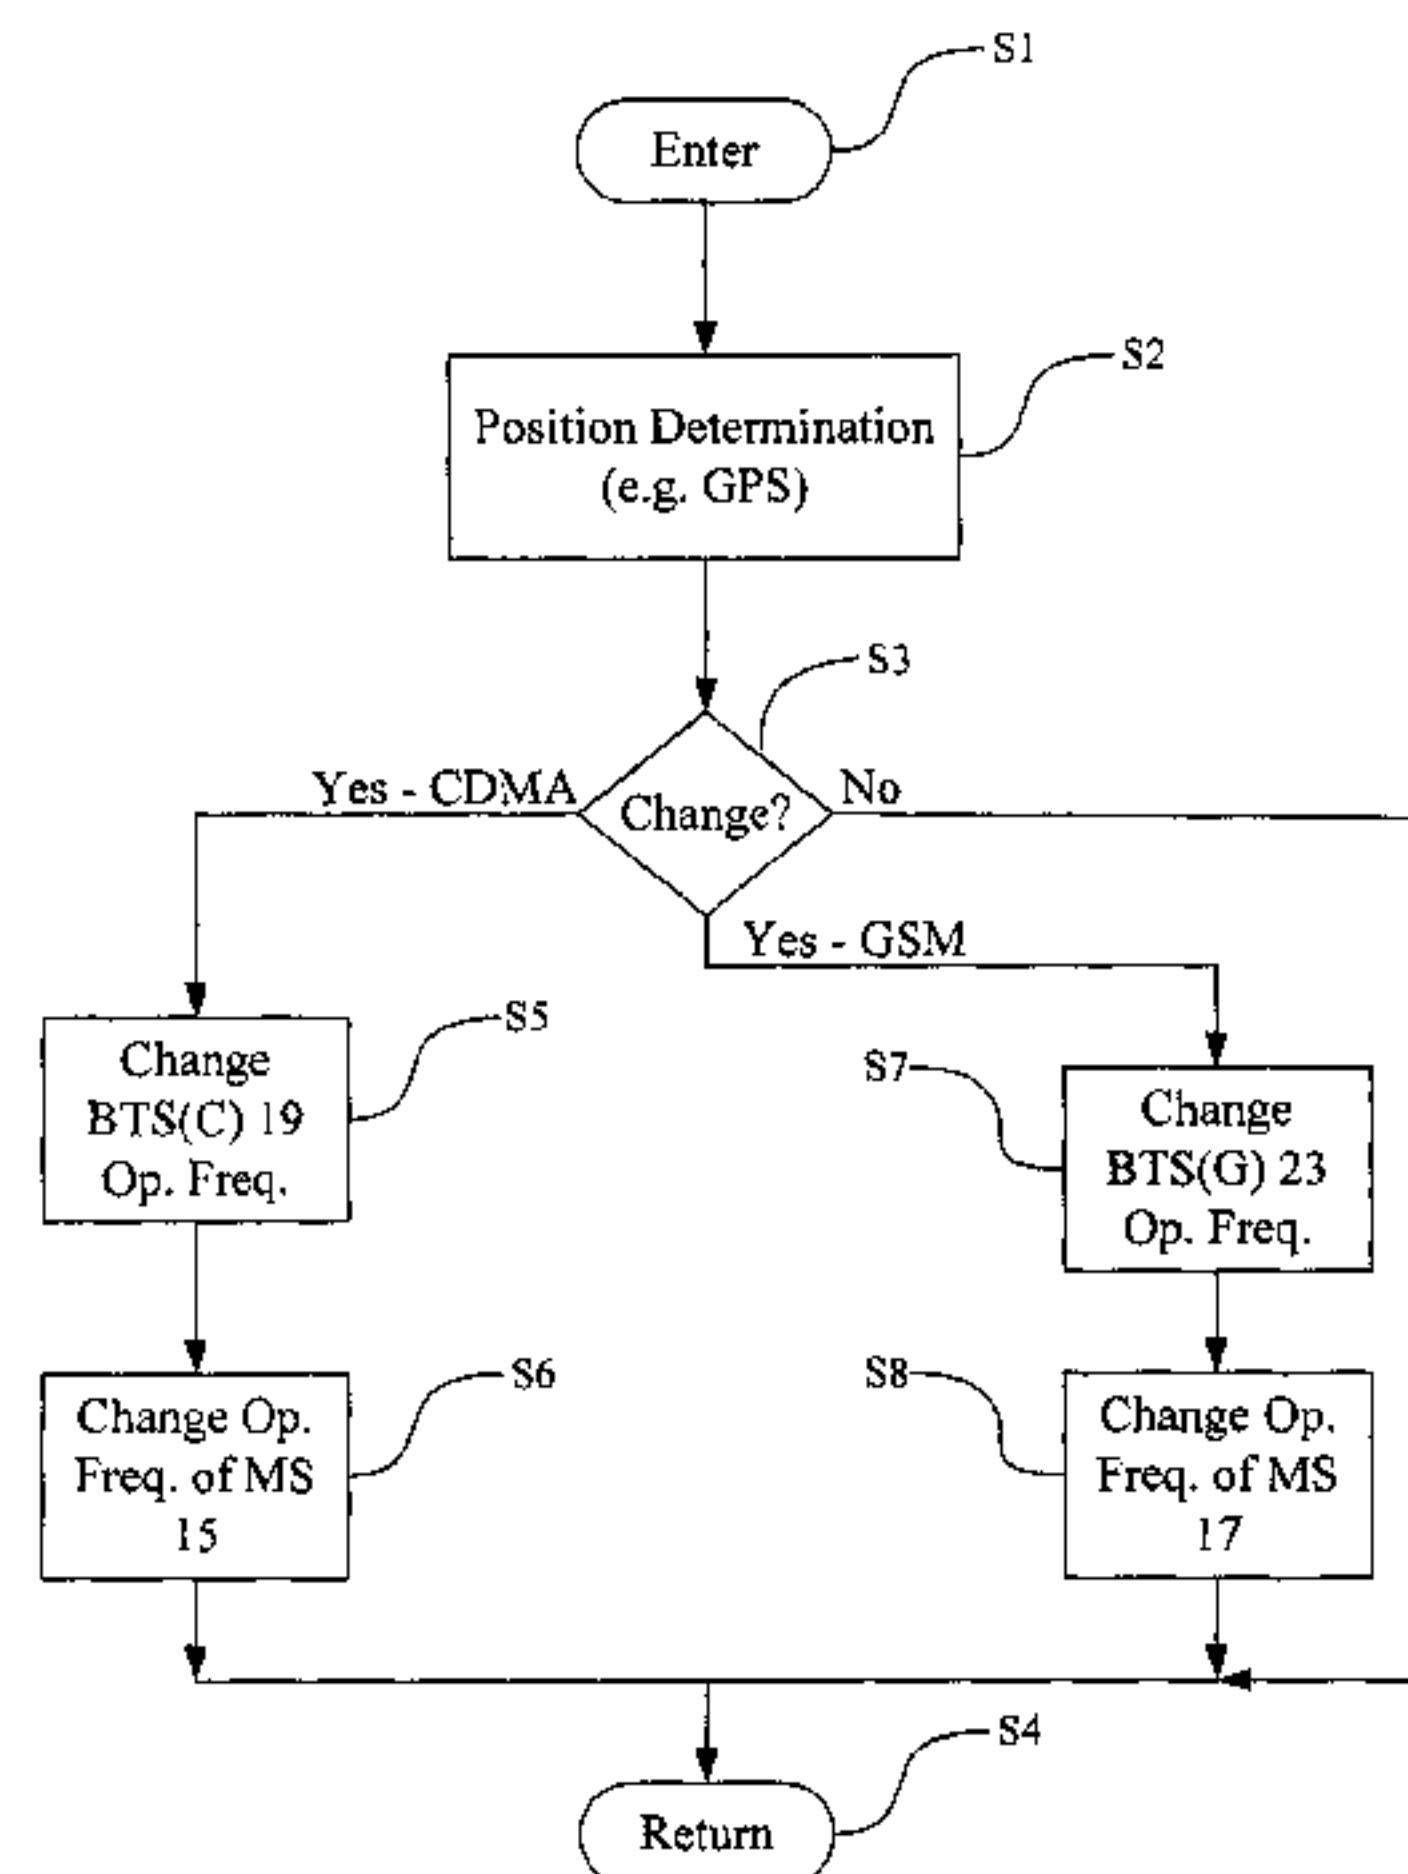 S1
Enter
S2
Position Determination
(e.g. GPS)
S3
Yes - CDMA
Change?
No
Yes - GSM
S5
Change
BTS(C) 19
Op. Freq.
S7
Change
BTS(G) 23
Op. Freq.
S6
Change Op.
Freq. of MS
15
S8
Change Op.
Freq. of MS
17
S4
Return